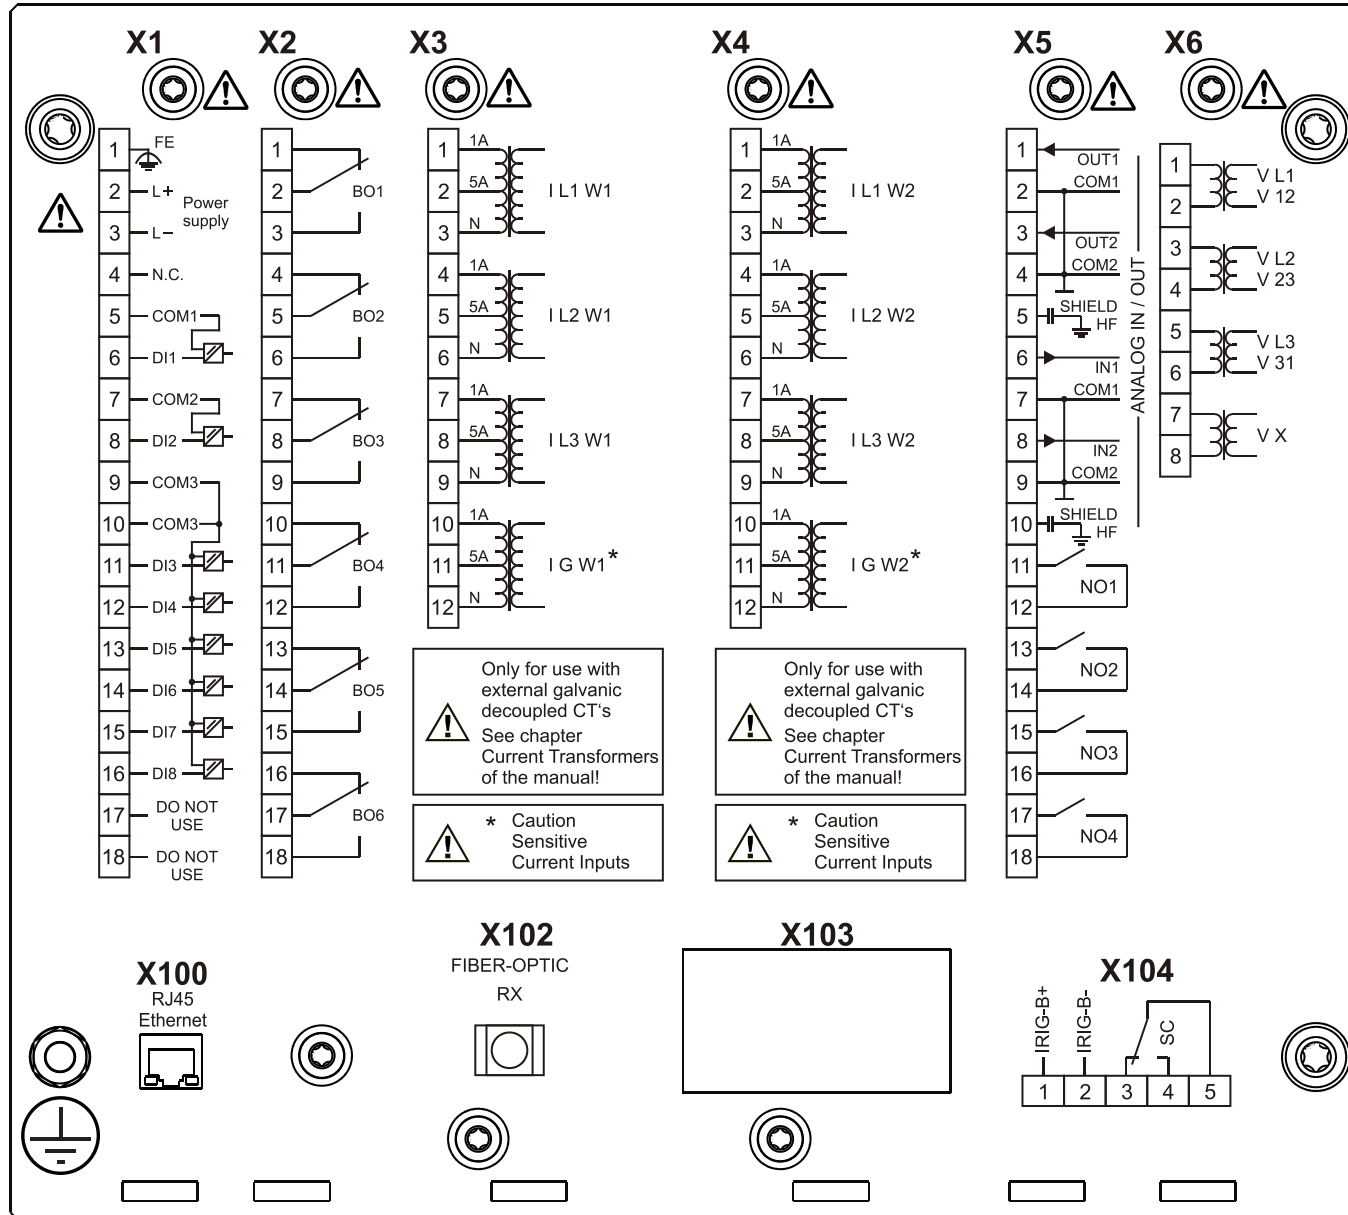 X1
1 FE
2 L+
Power
supply
3 L–
4 N.C.
5 COM1
6 DI1
7 COM2
8 DI2
9 COM3
10 COM3
11 DI3
12 DI4
13 DI5
14 DI6
15 DI7
16 DI8
17 DO NOT
USE
18 DO NOT
USE
X2
1
2 BO1
3
4
5 BO2
6
7
8 BO3
9
10
11 BO4
12
13
14 BO5
15
16
17 BO6
18
X3
1 1A
2 5A I L1 W1
3 N
4 1A
5 5A I L2 W1
6 N
7 1A
8 5A I L3 W1
9 N
10 1A
11 5A I G W1*
12 N
Only for use with
external galvanic
decoupled CT‘s
See chapter
Current Transformers
of the manual!
* Caution
Sensitive
Current Inputs
X4
1 1A
2 5A I L1 W2
3 N
4 1A
5 5A I L2 W2
6 N
7 1A
8 5A I L3 W2
9 N
10 1A
11 5A I G W2*
12 N
Only for use with
external galvanic
decoupled CT‘s
See chapter
Current Transformers
of the manual!
* Caution
Sensitive
Current Inputs
X5
1 OUT1
2 COM1
3 OUT2
4 COM2
5 SHIELD
HF
6 IN1
7 COM1
8 IN2
9 COM2
10 SHIELD
HF
ANALOG IN / OUT
11
NO1
12
13
NO2
14
15
NO3
16
17
NO4
18
X6
1 V L1
2 V 12
3 V L2
4 V 23
5 V L3
6 V 31
7 V X
8
X100
RJ45
Ethernet
X102
FIBER-OPTIC
RX
X103
X104
IRIG-B+
IRIG-B-
SC
1 2 3 4 5